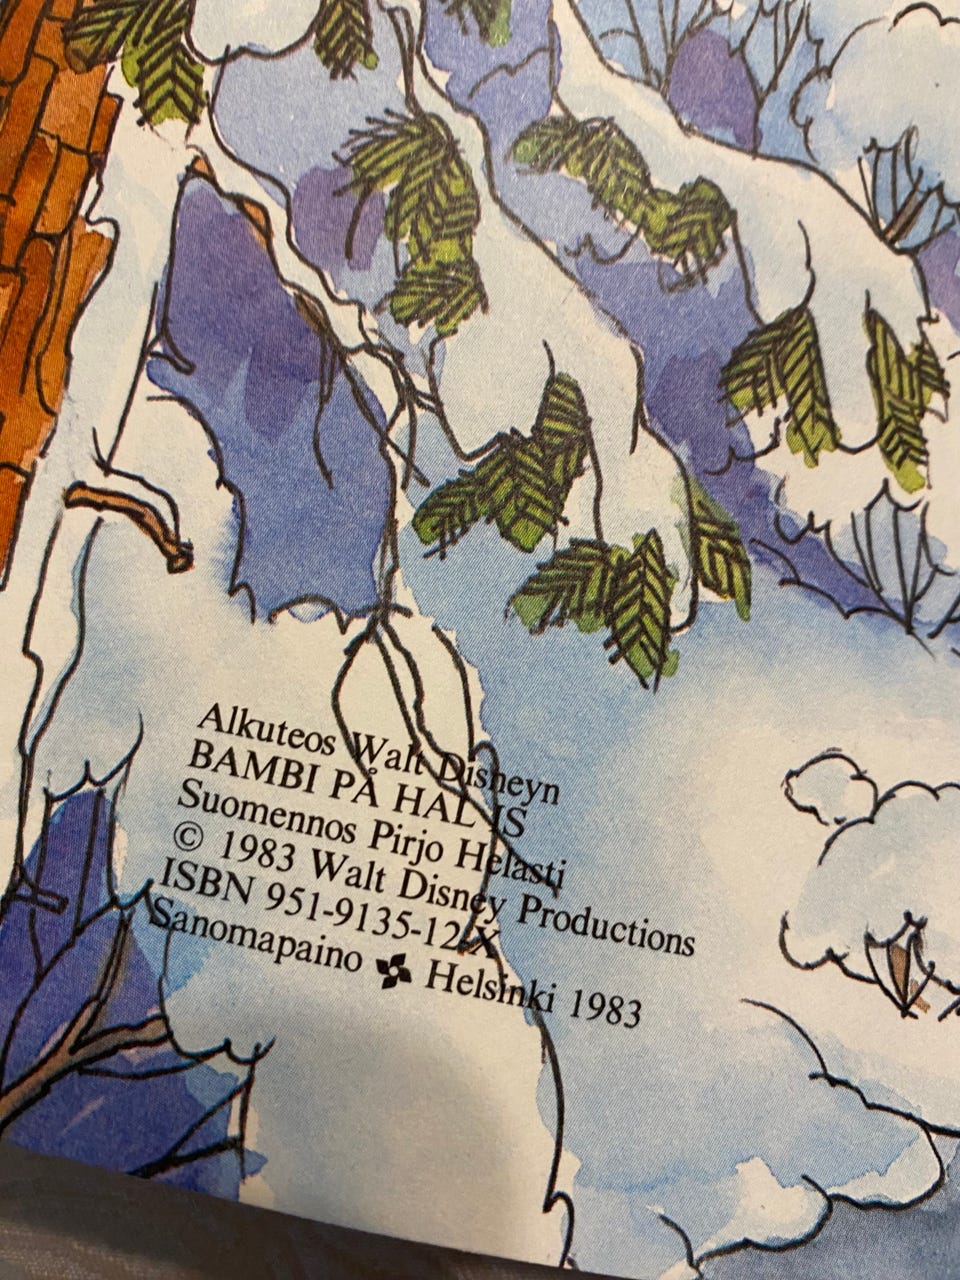 Alkuteos Walt Disneyn
BAMBI PÅ HAL IS
Suomennos Pirjo Helasti
© 1983 Walt Disney Productions
ISBN 951-9135-12-X
Sanomapaino Helsinki 1983